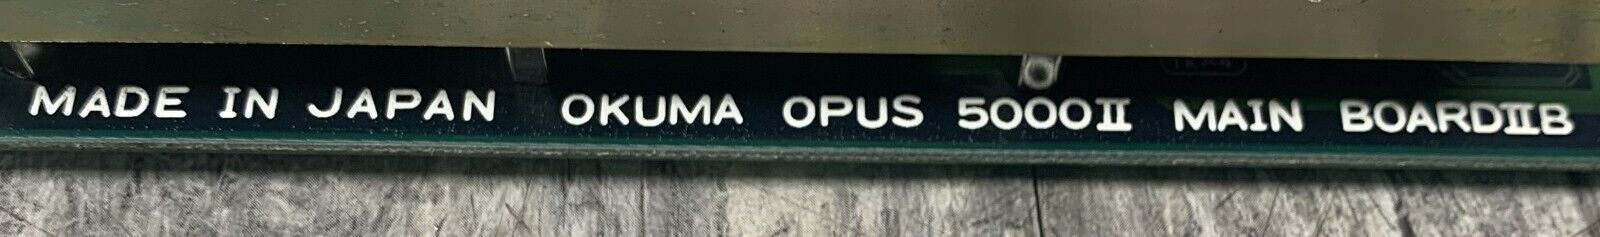 MADE IN JAPAN OKUMA OPUS 5000II MAIN BOARDIIB